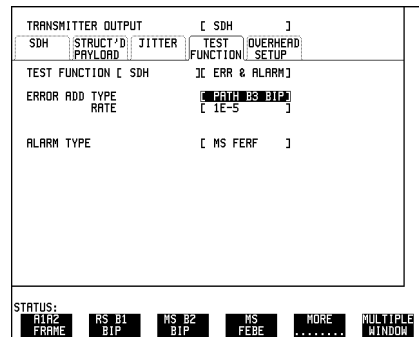 TRANSMITTER OUTPUT [ SDH ]
SDH STRUCT'D PAYLOAD JITTER TEST FUNCTION OVERHEAD SETUP
TEST FUNCTION [ SDH ][ ERR & ALARM]
ERROR ADD TYPE [ PATH B3 BIP]
RATE [ 1E-5 ]
ALARM TYPE [ MS FERF ]
STATUS:
A1A2 RS B1 MS B2 MS MORE MULTIPLE
FRAME BIP BIP FEBE ........ WINDOW